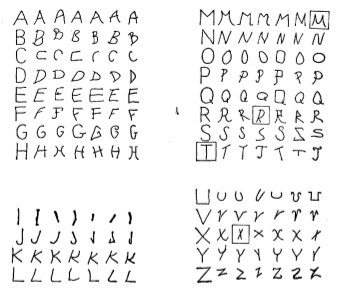 A A A A A A A
B B B B B B B
C C C C C C C
D D D D D D D
E E E E E E E
F F F F F F F
G G G G G G G
H H H H H H H
M M M M M M M
N N N N N N N
O O O O O O O
P P P P P P P
Q Q Q Q Q Q Q
R R R R R R R
S S S S S S S
T T T T T T T
I I I I I I I
J J J J J J J
K K K K K K K
L L L L L L L
U U U U U U U
V V V V V V V
X X X X X X X
Y Y Y Y Y Y Y
Z Z Z Z Z Z Z